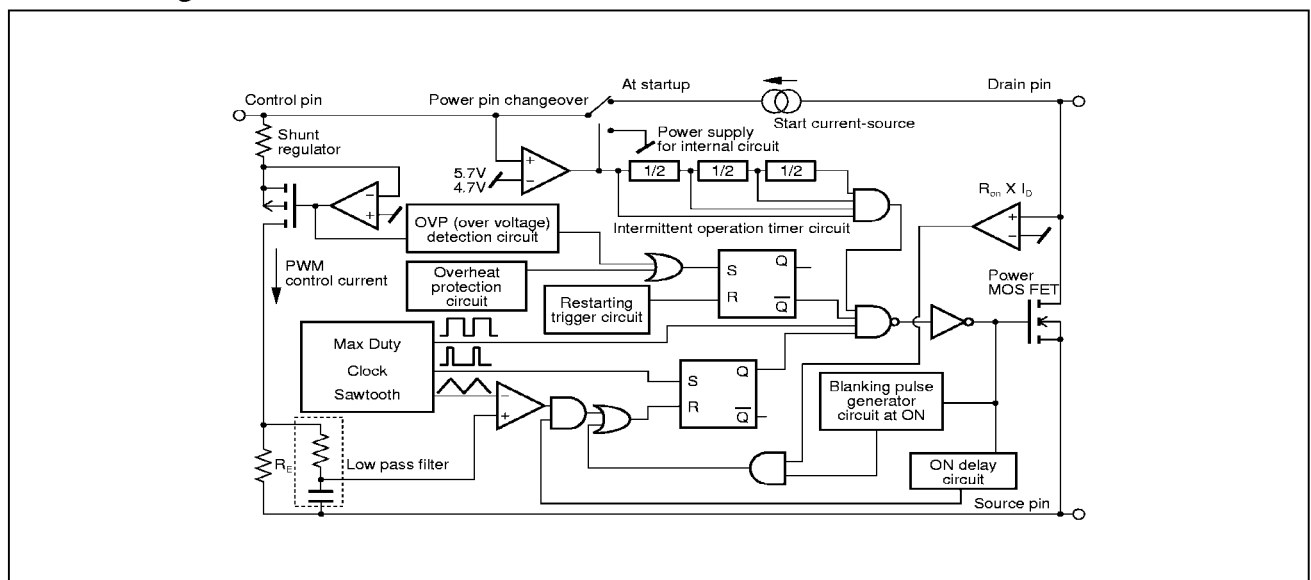 At startup
Drain pin
Control pin
Power pin changeover
Start current-source
Shunt
regulator
Power supply
for internal circuit
5.7V
4.7V
+
−
1/2
1/2
1/2
Ron X ID
−
+
+
−
OVP (over voltage)
detection circuit
Intermittent operation timer circuit
PWM
control current
Overheat
protection
circuit
S
Q
R
Q
Restarting
trigger circuit
Power
MOS FET
Max Duty
Clock
Sawtooth
−
+
S
Q
R
Q
Blanking pulse
generator
circuit at ON
RE
Low pass filter
ON delay
circuit
Source pin